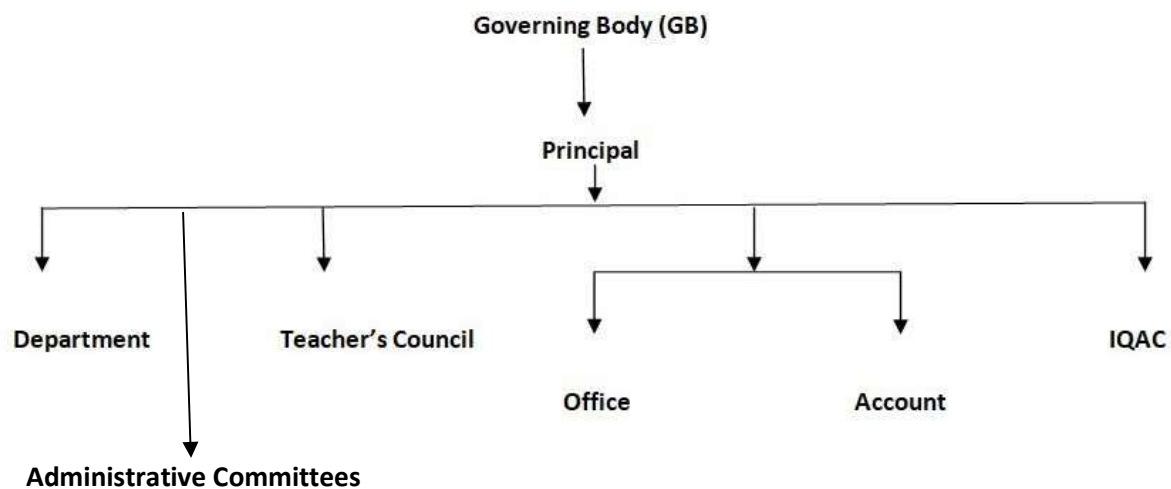 Governing Body (GB)
Principal
Department
Teacher’s Council
IQAC
Office
Account
Administrative Committees